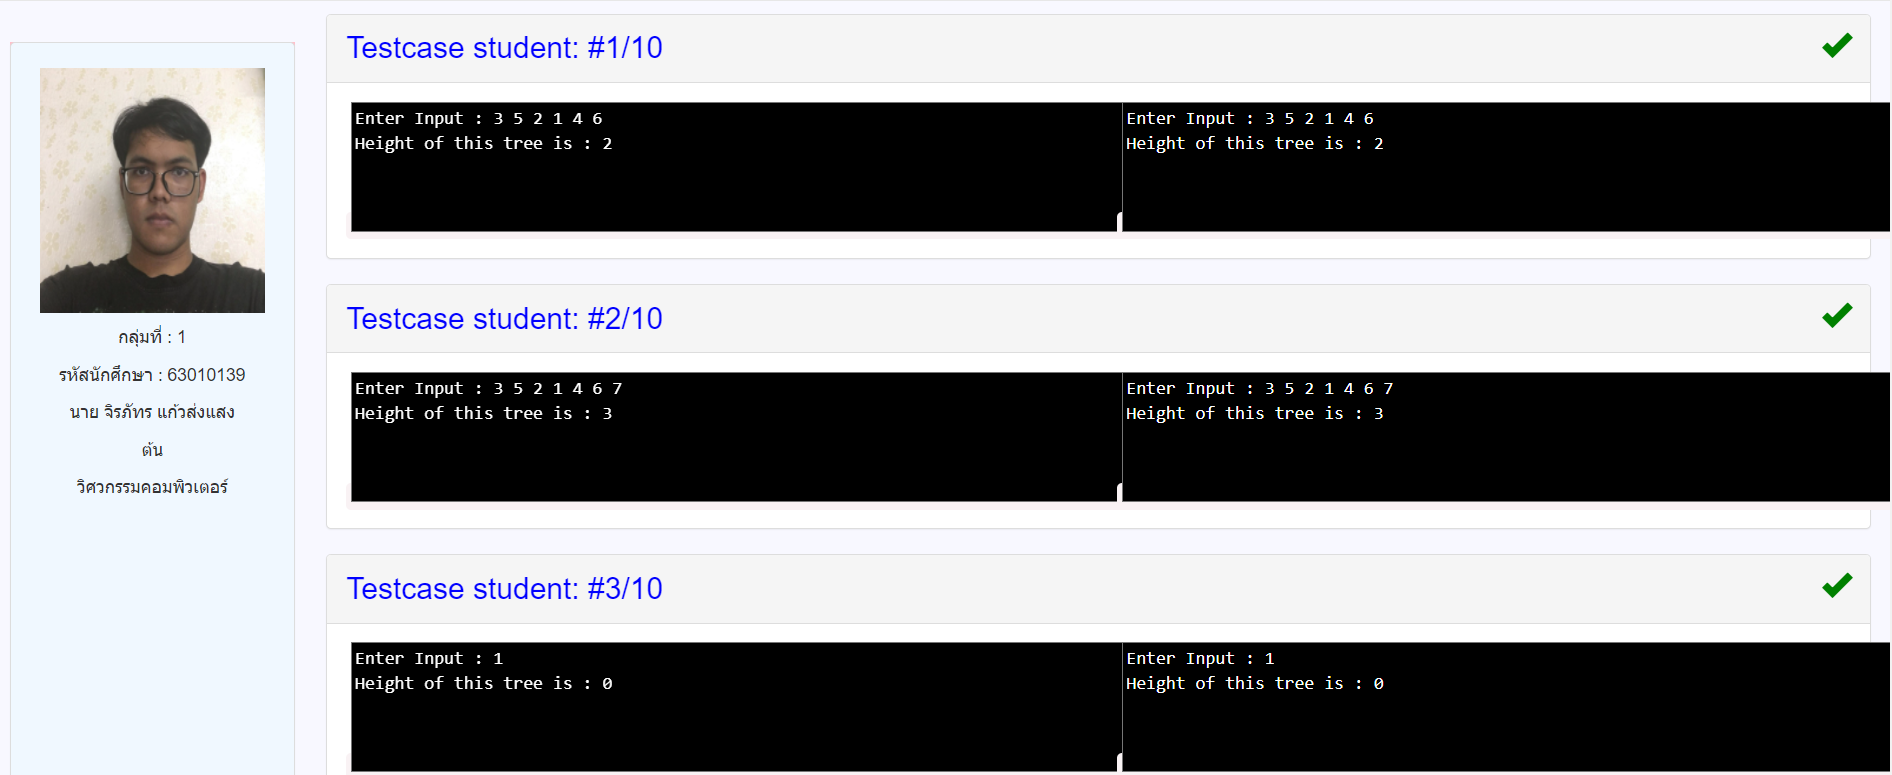 กลุ่มที่ : 1
รหัสนักศึกษา : 63010139
นาย จิรภัทร แก้วส่งแสง
ต้น
วิศวกรรมคอมพิวเตอร์
Testcase student: #1/10
Enter Input : 3 5 2 1 4 6
Height of this tree is : 2
Enter Input : 3 5 2 1 4 6
Height of this tree is : 2
Testcase student: #2/10
Enter Input : 3 5 2 1 4 6 7
Height of this tree is : 3
Enter Input : 3 5 2 1 4 6 7
Height of this tree is : 3
Testcase student: #3/10
Enter Input : 1
Height of this tree is : 0
Enter Input : 1
Height of this tree is : 0